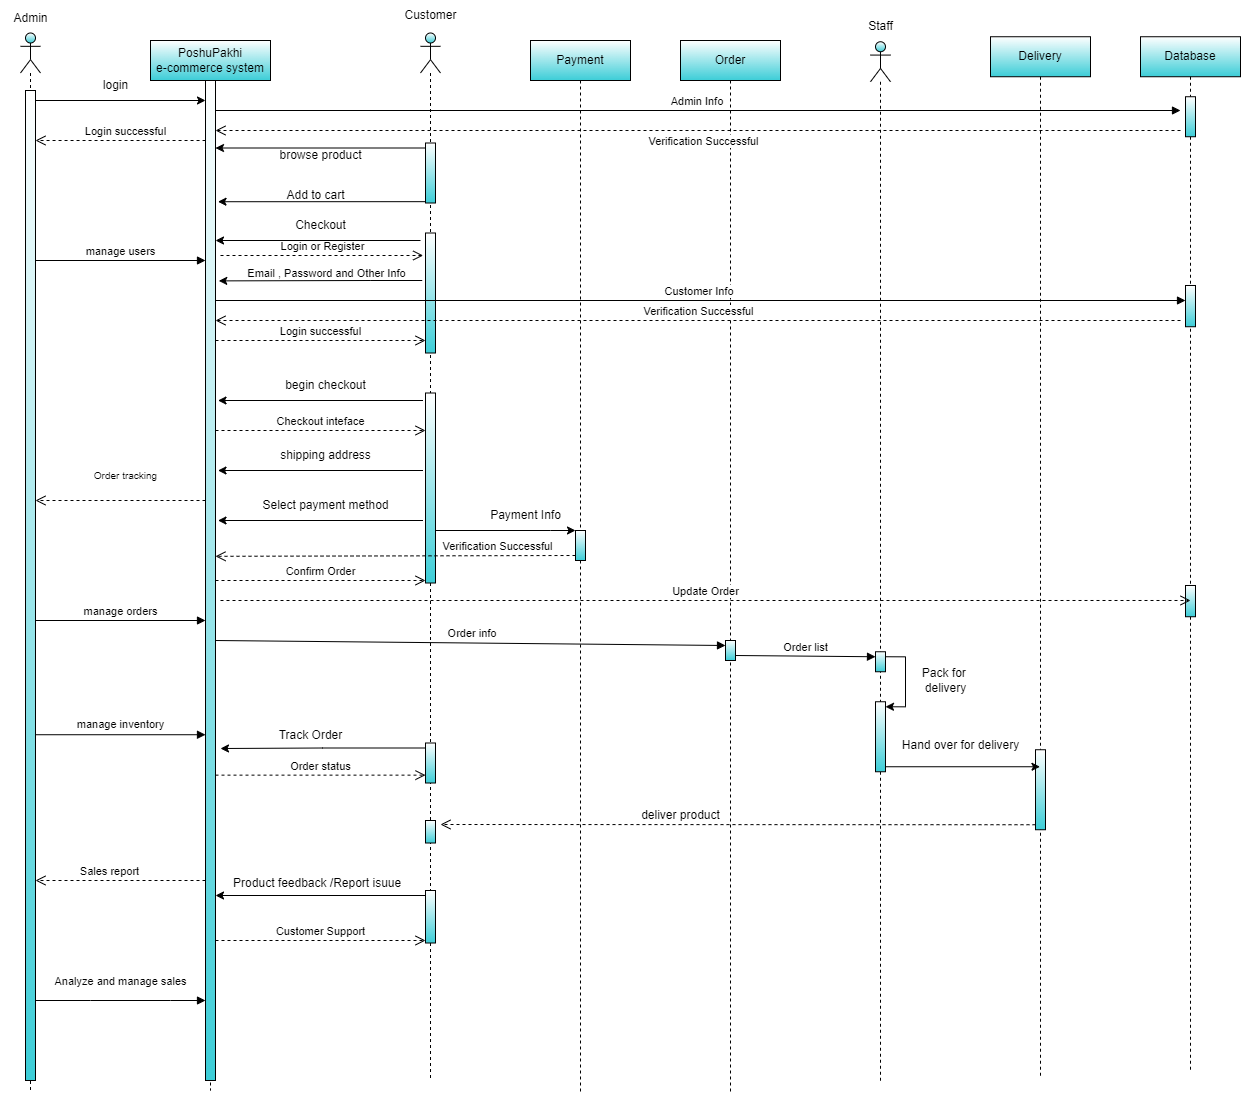 Admin
Customer
Staff
PoshuPakhi
e-commerce system
Payment
Order
Delivery
Database
login
Admin Info
Login successful
Verification Successful
browse product
Add to cart
Checkout
Login or Register
manage users
Email , Password and Other Info
Customer Info
Verification Successful
Login successful
begin checkout
Checkout inteface
shipping address
Order tracking
Select payment method
Payment Info
Verification Successful
Confirm Order
Update Order
manage orders
Order info
Order list
Pack for
delivery
manage inventory
Track Order
Hand over for delivery
Order status
deliver product
Sales report
Product feedback /Report isuue
Customer Support
Analyze and manage sales